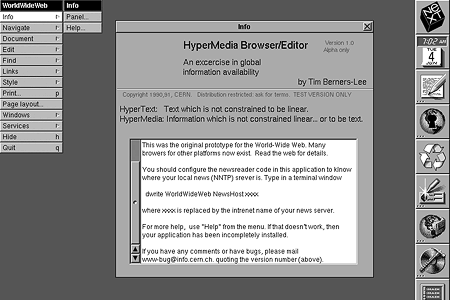 WorldWideWeb
Info
Navigate
Document
Edit
Find
Links
Style
Print... p
Page layout...
Windows
Services
Hide h
Quit q
Info
Panel...
Help...
Info
HyperMedia Browser/Editor
Version 1.0
Alpha only
An excercise in global
information availability
by Tim Berners-Lee
Copyright 1990,91, CERN. Distribution restricted: ask for terms. TEST VERSION ONLY
HyperText: Text which is not constrained to be linear.
HyperMedia: Information which is not constrained linear... or to be text.
This was the original prototype for the World-Wide Web. Many
browers for other platforms now exist. Read the web for details.
You should configure the newsreader code in this application to klnow
where your local news (NNTP) srever is. Type in a terminal window
dwrite WorldWideWeb NewsHost xxxx
where xxxx is replaced by the intrenet name of your news server.
For more help, use "Help" from the menu. If that doesn't work, then
your application has been incompletely installed.
If you have any comments or have bugs, please mail
www-bug@info.cern.ch. quoting the version number (above).
7:02 AM
TUE
4
JUN